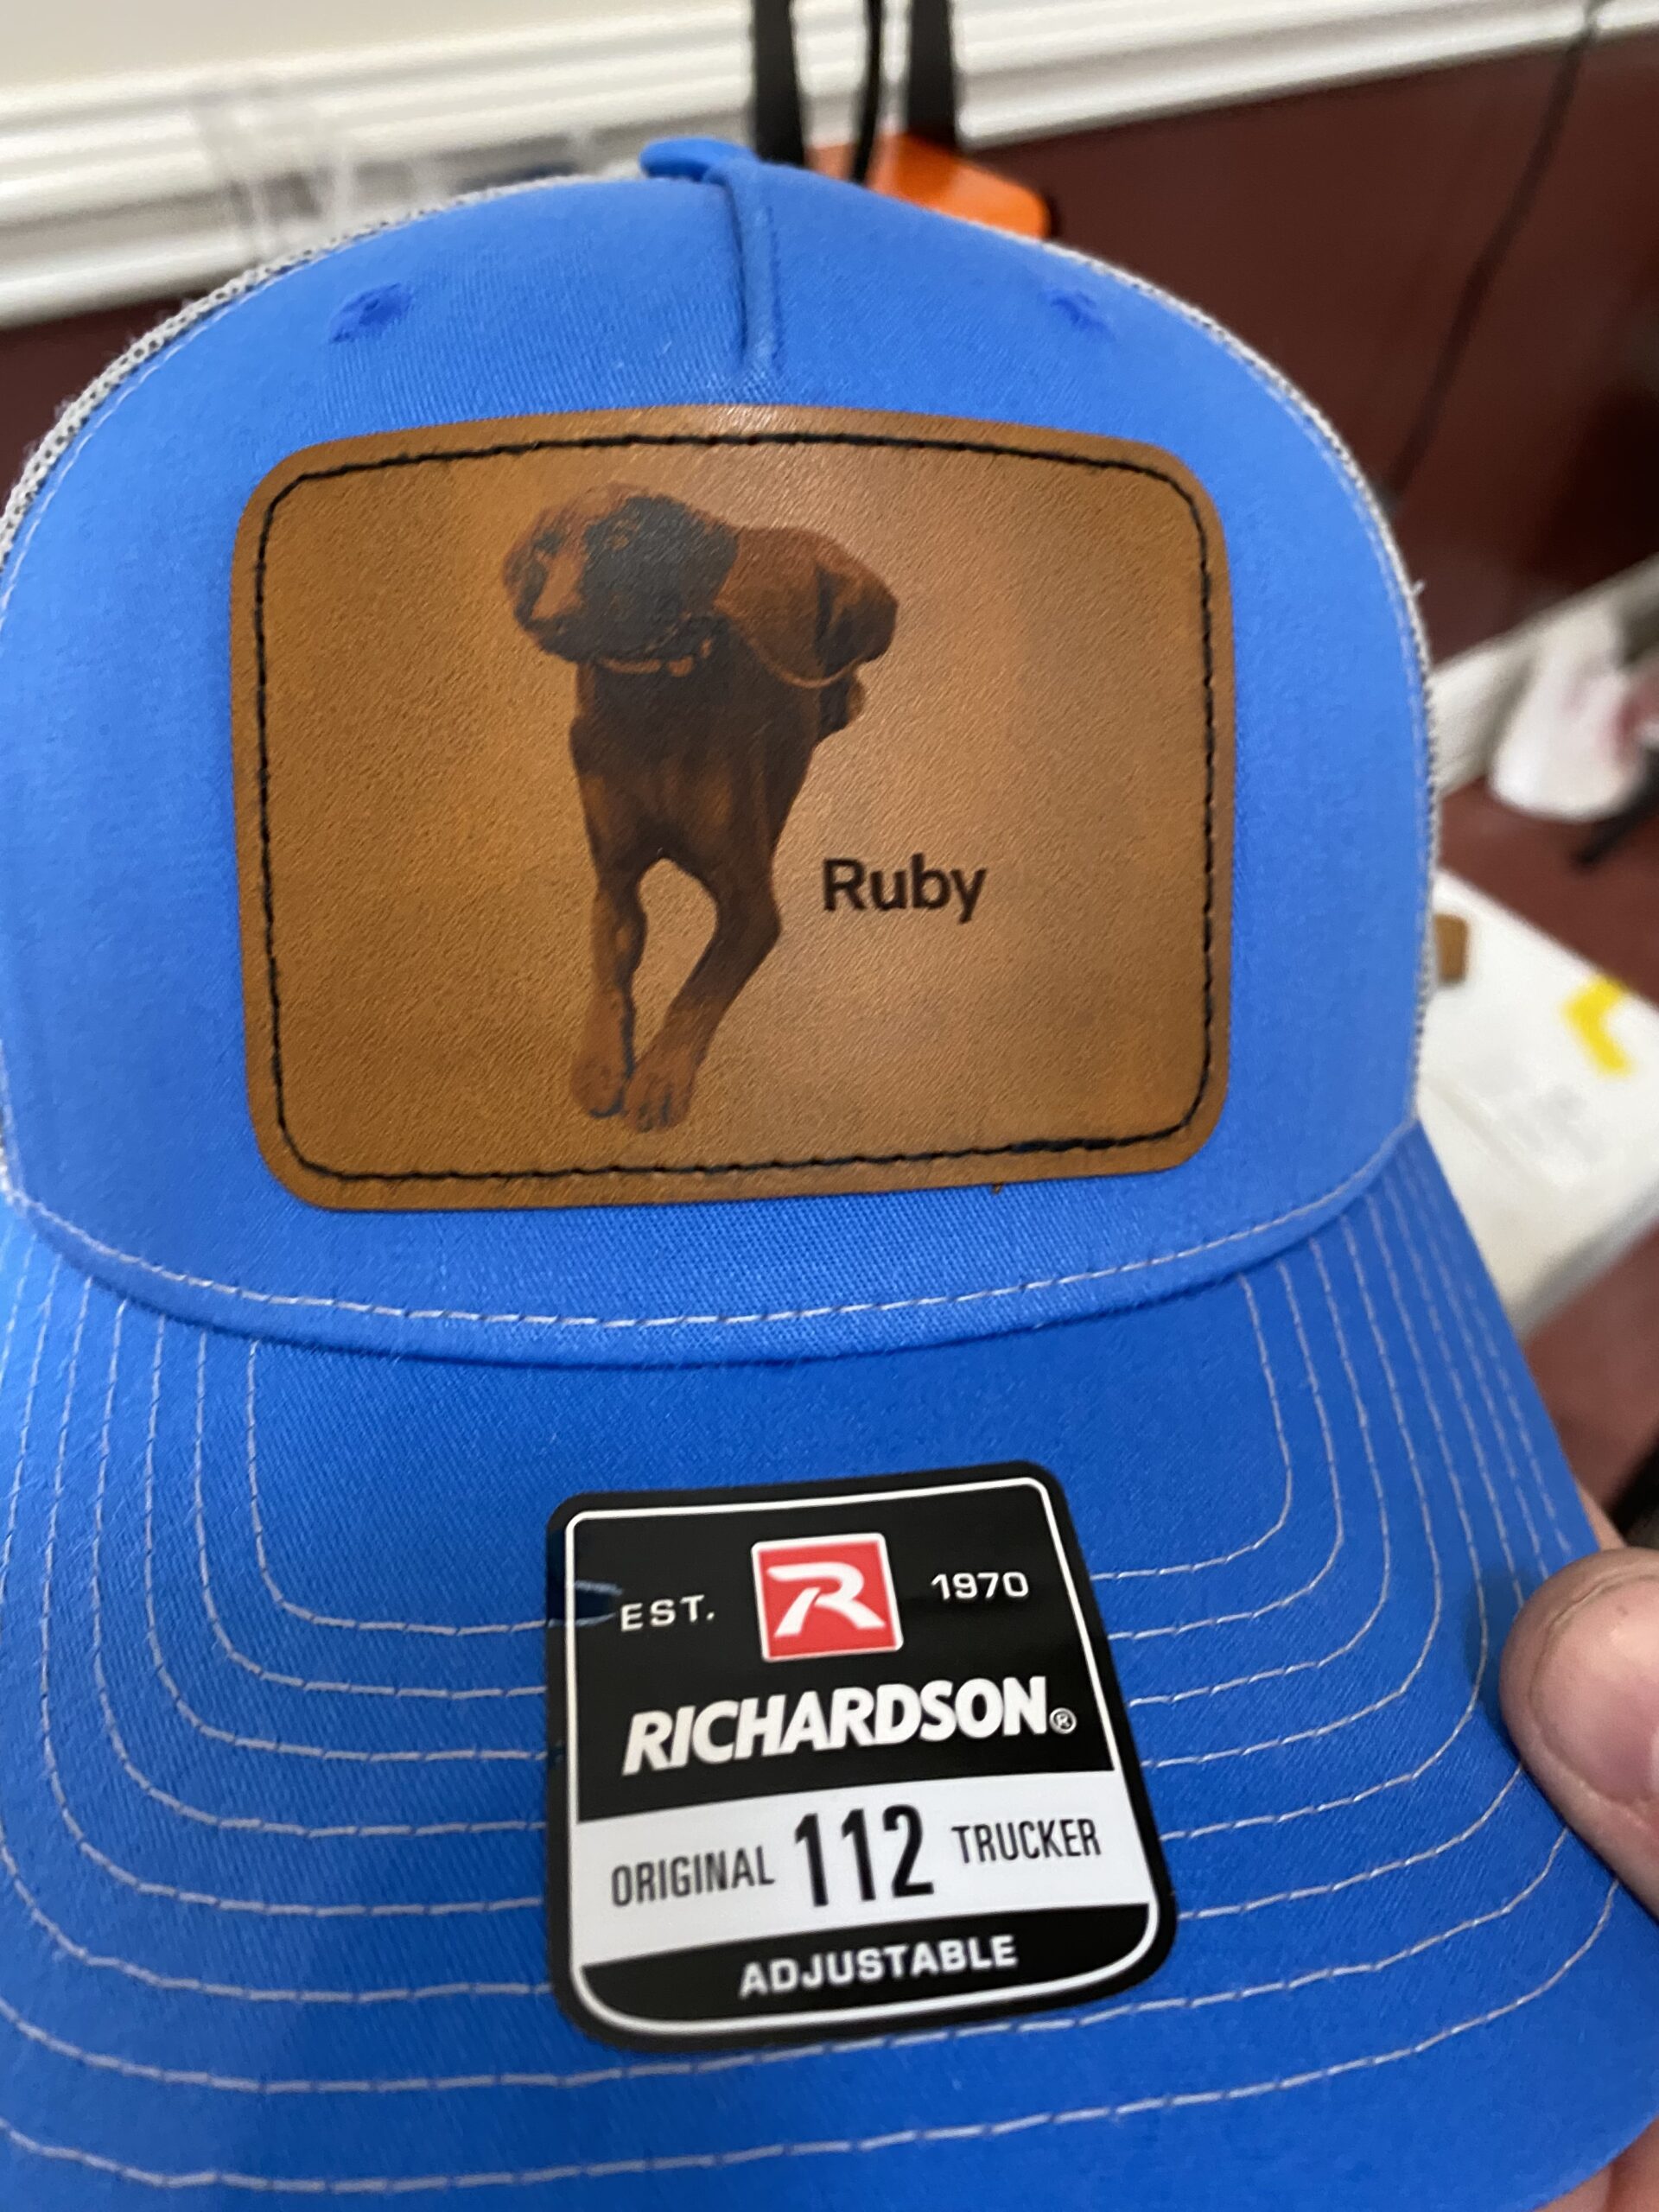 Ruby
EST. R 1970
RICHARDSON®
ORIGINAL 112 TRUCKER
ADJUSTABLE